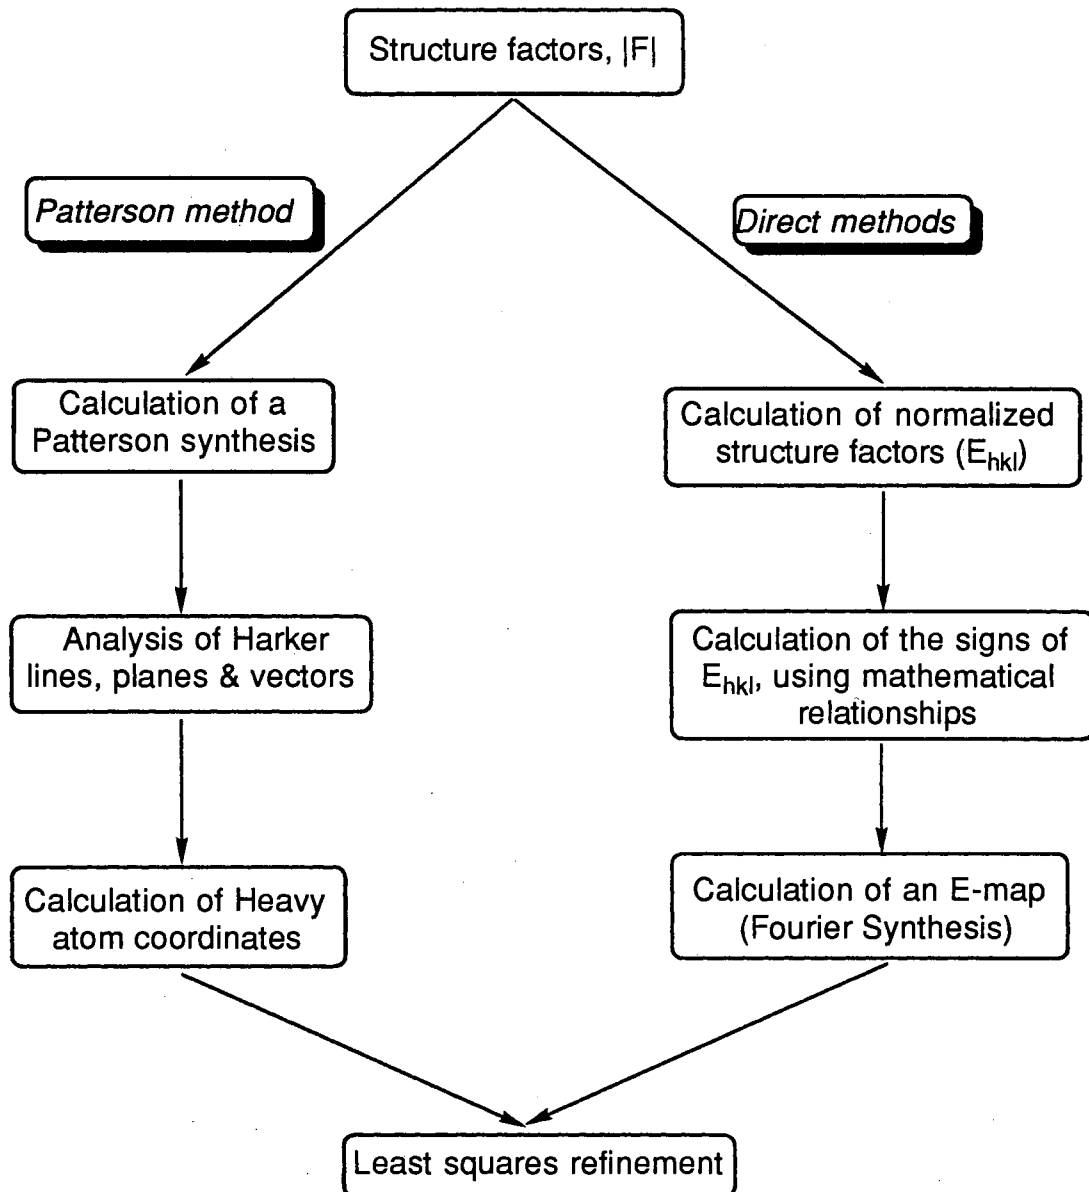 Structure factors, |F|
Patterson method
Direct methods
Calculation of a
Patterson synthesis
Calculation of normalized
structure factors (E_hkl)
Analysis of Harker
lines, planes & vectors
Calculation of the signs of
E_hkl, using mathematical
relationships
Calculation of Heavy
atom coordinates
Calculation of an E-map
(Fourier Synthesis)
Least squares refinement